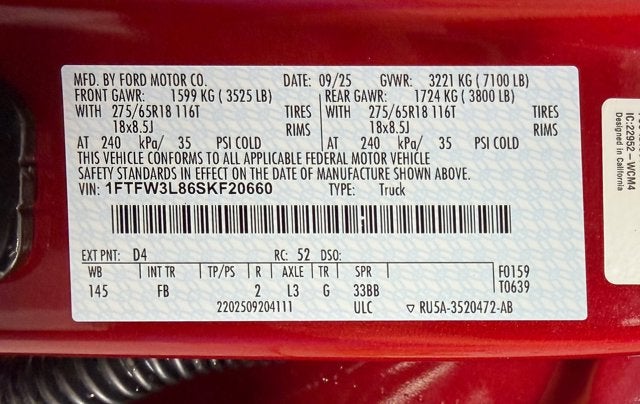 MFD. BY FORD MOTOR CO. DATE: 09/25 GVWR: 3221 KG ( 7100 LB)
FRONT GAWR: 1599 KG ( 3525 LB) REAR GAWR: 1724 KG ( 3800 LB)
WITH 275/65R18 116T TIRES WITH 275/65R18 116T TIRES
18x8.5J RIMS 18x8.5J RIMS
AT 240 kPa/ 35 PSI COLD AT 240 kPa/ 35 PSI COLD
THIS VEHICLE CONFORMS TO ALL APPLICABLE FEDERAL MOTOR VEHICLE
SAFETY STANDARDS IN EFFECT ON THE DATE OF MANUFACTURE SHOWN ABOVE.
VIN: 1FTFW3L86SKF20660 TYPE: Truck
EXT PNT: D4 RC: 52 DSO:
WB INT TR TP/PS R AXLE TR SPR F0159
145 FB 2 L3 G 33BB T0639
2202509204111 ULC ▽ RU5A-3520472-AB
IC:22952-WCM4
Designed in California